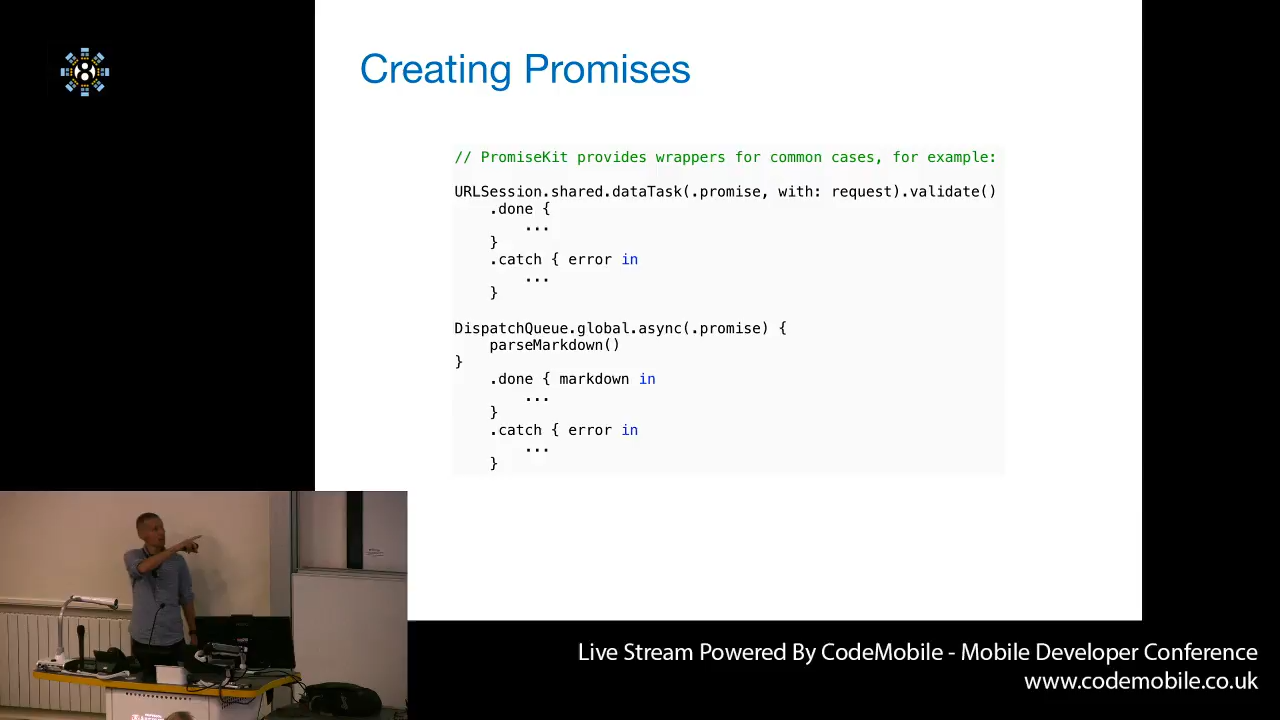 Creating Promises
// PromiseKit provides wrappers for common cases, for example:
URLSession.shared.dataTask(.promise, with: request).validate()
.done {
...
}
.catch { error in
...
}
DispatchQueue.global.async(.promise) {
parseMarkdown()
}
.done { markdown in
...
}
.catch { error in
...
}
Live Stream Powered By CodeMobile - Mobile Developer Conference
www.codemobile.co.uk